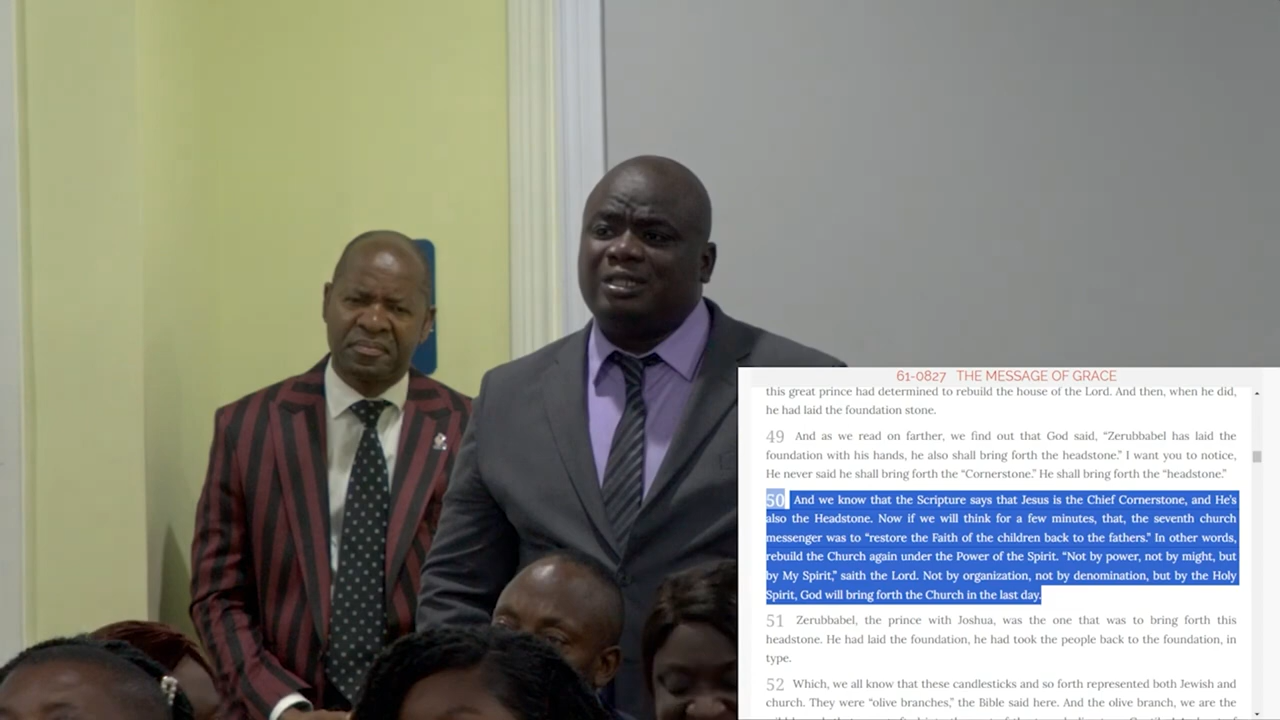 61-0827 THE MESSAGE OF GRACE
this great prince had determined to rebuild the house of the Lord. And then, when he did,
he had laid the foundation stone.
49 And as we read on farther, we find out that God said, “Zerubbabel has laid the
foundation with his hands, he also shall bring forth the headstone.” I want you to notice,
He never said he shall bring forth the “Cornerstone.” He shall bring forth the “headstone.”
50 And we know that the Scripture says that Jesus is the Chief Cornerstone, and He's
also the Headstone. Now if we will think for a few minutes, that, the seventh church
messenger was to “restore the Faith of the children back to the fathers.” In other words,
rebuild the Church again under the Power of the Spirit. “Not by power, not by might, but
by My Spirit,” saith the Lord. Not by organization, not by denomination, but by the Holy
Spirit, God will bring forth the Church in the last day.
51 Zerubbabel, the prince with Joshua, was the one that was to bring forth this
headstone. He had laid the foundation, he had took the people back to the foundation, in
type.
52 Which, we all know that these candlesticks and so forth represented both Jewish and
church. They were “olive branches,” the Bible said here. And the olive branch, we are the